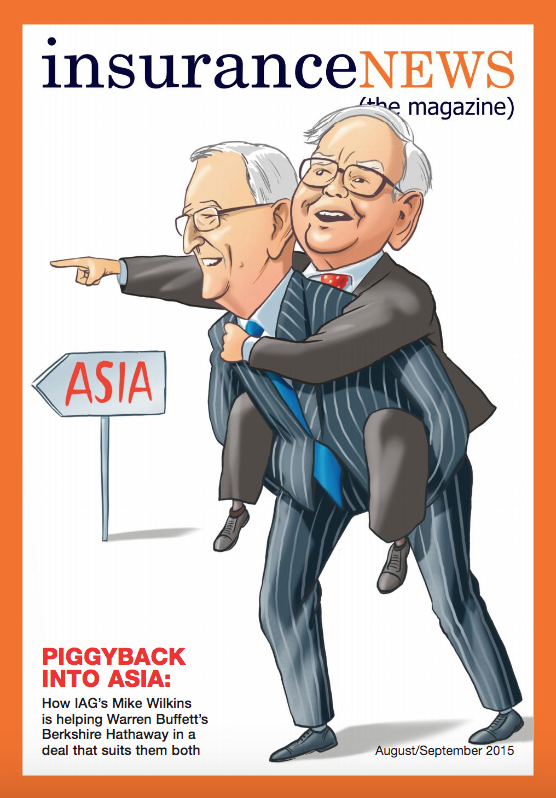 insuranceNEWS
(the magazine)
ASIA
PIGGYBACK
INTO ASIA:
How IAG's Mike Wilkins
is helping Warren Buffett's
Berkshire Hathaway in a
deal that suits them both
August/September 2015